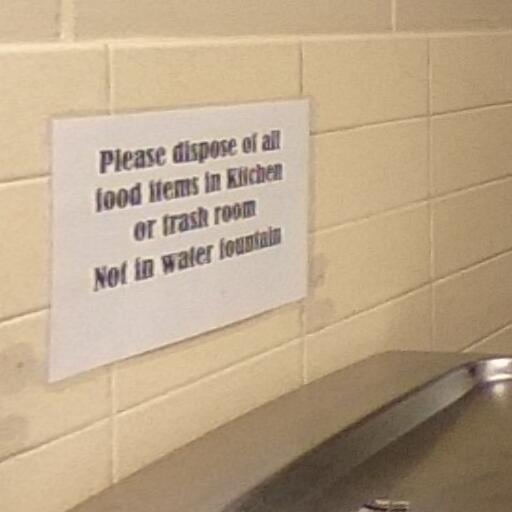 Please dispose of all
food items in Kitchen
or trash room
Not in water fountain